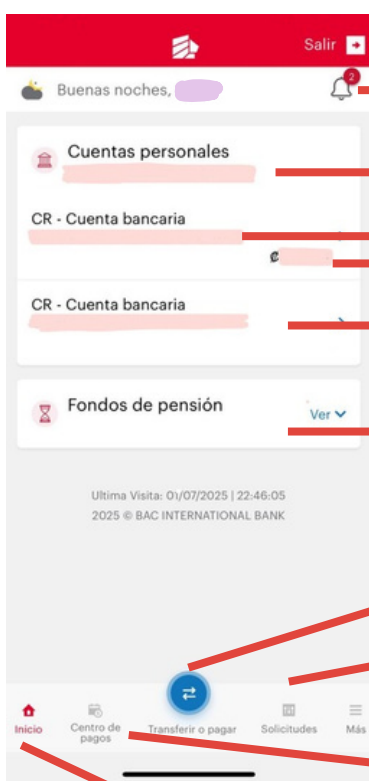 Salir
2
Buenas noches,
Cuentas personales
CR - Cuenta bancaria
₡
CR - Cuenta bancaria
Fondos de pensión
Ver
Ultima Visita: 01/07/2025 | 22:46:05
2025 © BAC INTERNATIONAL BANK
Inicio
Centro de
pagos
Transferir o pagar
Solicitudes
Más